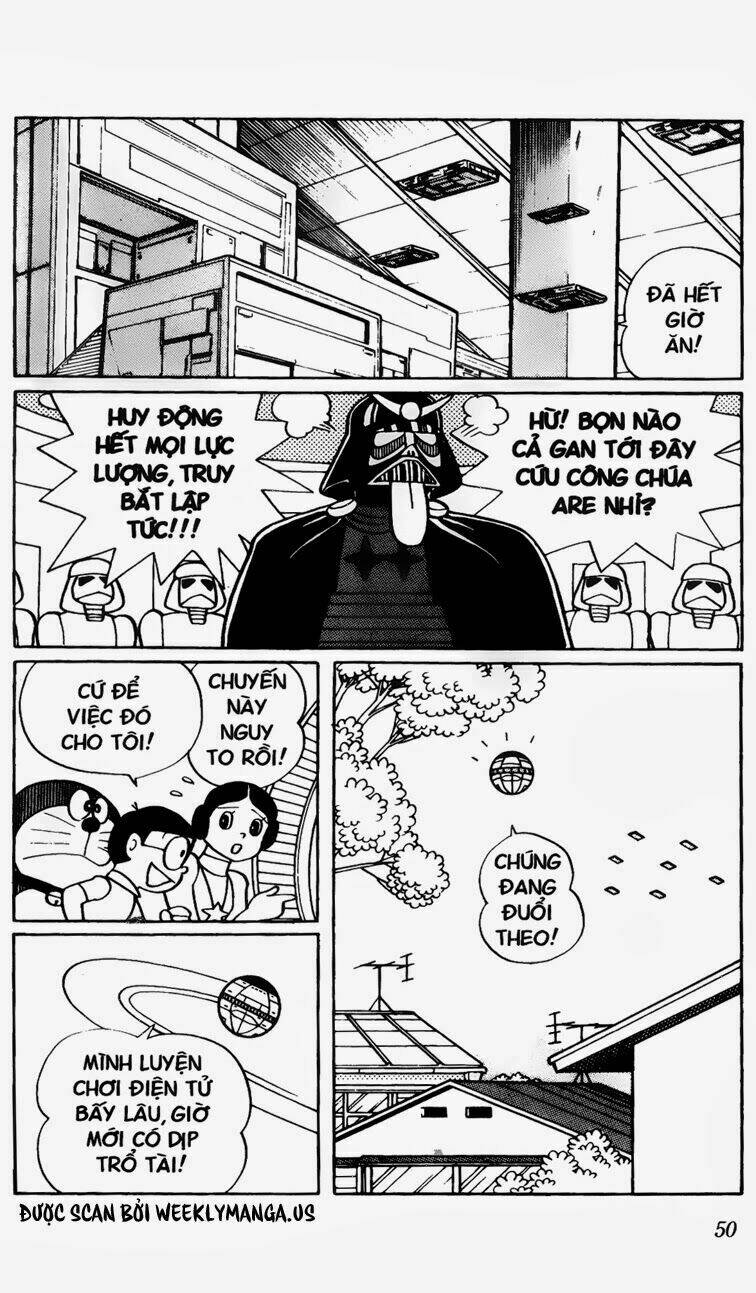 ĐÃ HẾT
GIỜ
ĂN!
HỪ! BỌN NÀO
CẢ GAN TỚI ĐÂY
CỨU CÔNG CHÚA
ARE NHỈ?
HUY ĐỘNG
HẾT MỌI LỰC
LƯỢNG, TRUY
BẮT LẬP
TỨC!!!
CHÚNG
ĐANG
ĐUỔI
THEO!
CHUYẾN
NÀY
NGUY
TO RỒI!
CỨ ĐỂ
VIỆC ĐÓ
CHO TÔI!
MÌNH LUYỆN
CHƠI ĐIỆN TỬ
BẤY LÂU, GIỜ
MỚI CÓ DỊP
TRỔ TÀI!
ĐƯỢC SCAN BỞI WEEKLYMANGA.US
50